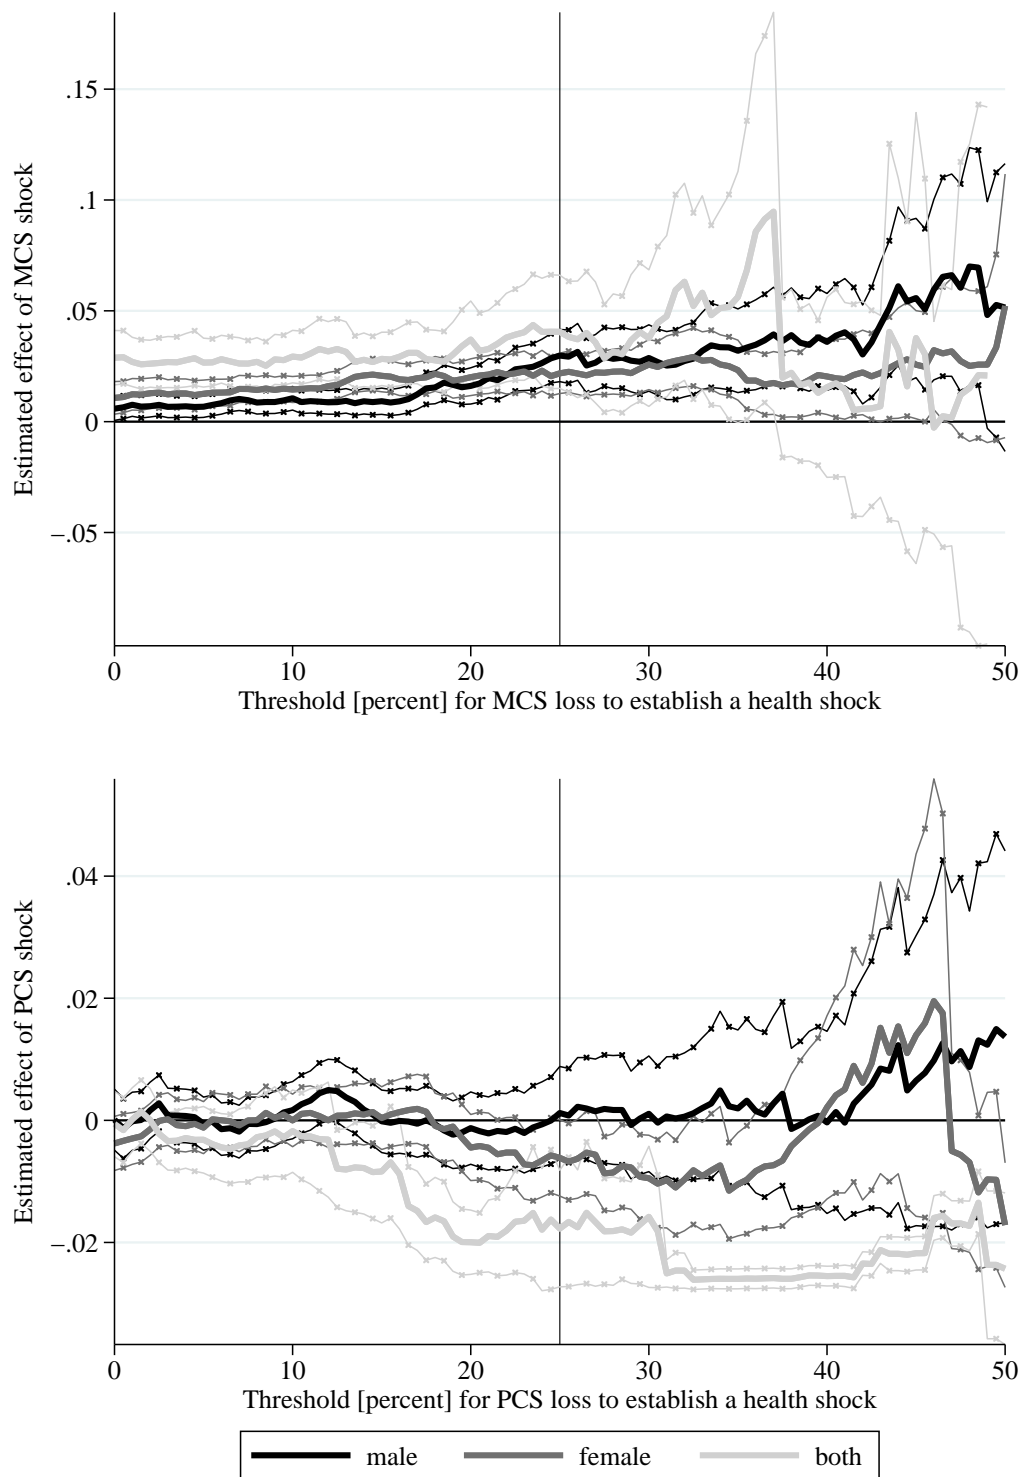 Estimated effect of MCS shock
.15
.1
.05
0
−.05
0 10 20 30 40 50
Threshold [percent] for MCS loss to establish a health shock
Estimated effect of PCS shock
.04
.02
0
−.02
0 10 20 30 40 50
Threshold [percent] for PCS loss to establish a health shock
male female both